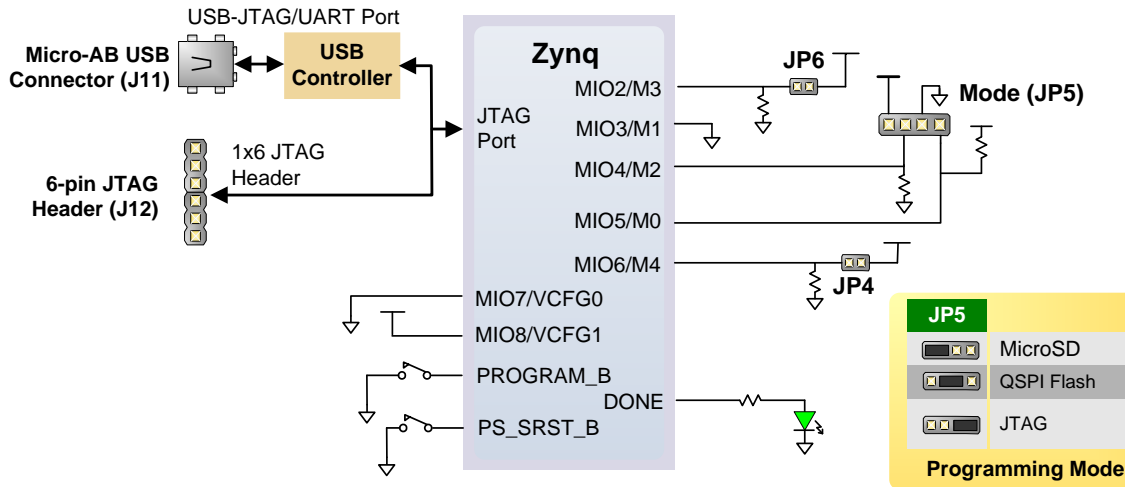 USB-JTAG/UART Port
Micro-AB USB
Connector (J11)
USB
Controller
1x6 JTAG
Header
6-pin JTAG
Header (J12)
Zynq
JTAG
Port
MIO2/M3
MIO3/M1
MIO4/M2
MIO5/M0
MIO6/M4
MIO7/VCFG0
MIO8/VCFG1
PROGRAM_B
DONE
PS_SRST_B
JP6
Mode (JP5)
JP4
JP5
MicroSD
QSPI Flash
JTAG
Programming Mode